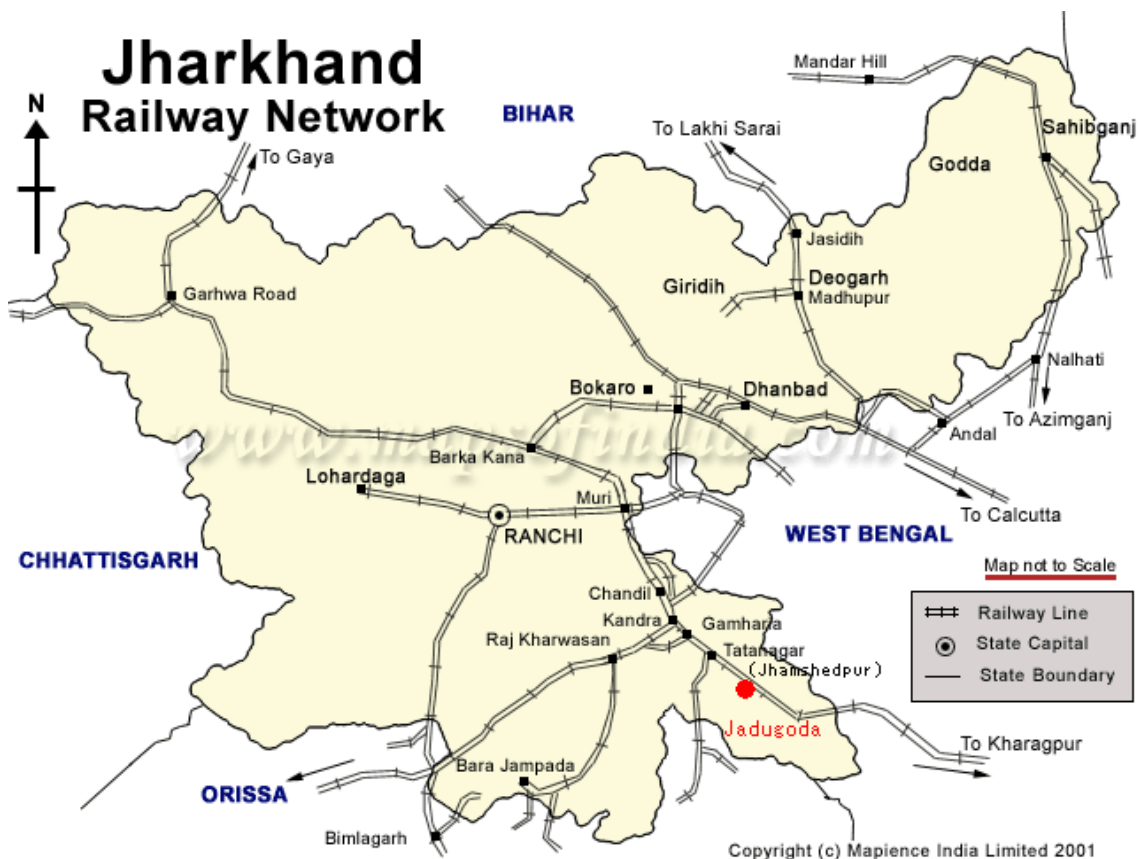 Jharkhand
Railway Network
N
BIHAR
Mandar Hill
To Lakhi Sarai
Sahibganj
To Gaya
Godda
Jasidih
Giridih
Deogarh
Garhwa Road
Madhupur
Nalhati
Bokaro
Dhanbad
To Azimganj
Andal
www.mapsofindia.com
Barka Kana
Lohardaga
Muri
To Calcutta
RANCHI
WEST BENGAL
CHHATTISGARH
Map not to Scale
Chandil
Railway Line
Kandra
Gamharia
State Capital
Raj Kharwasan
Tatanagar
(Jhamshedpur)
State Boundary
Jadugoda
To Kharagpur
Bara Jampada
ORISSA
Bimlagarh
Copyright (c) Mapience India Limited 2001